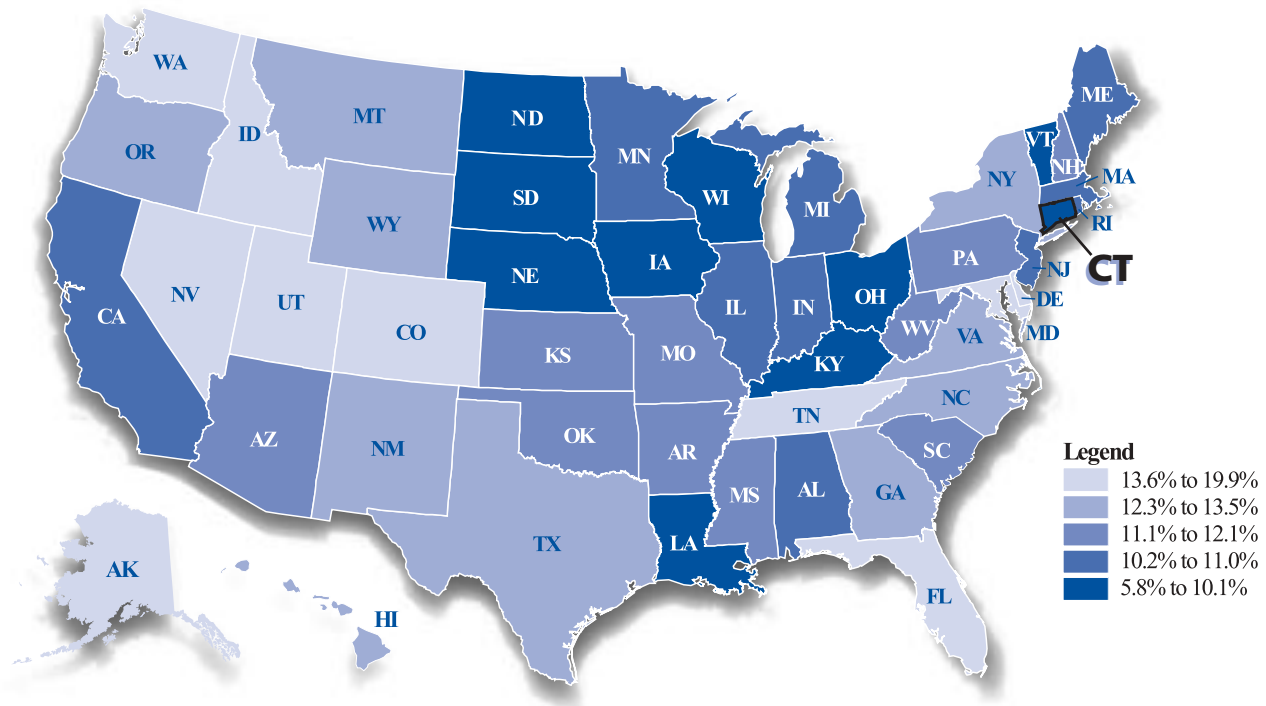 WA
MT
ND
ME
ID
OR
MN
VT
NH
MA
NY
SD
WI
MI
WY
RI
IA
CT
NE
PA
NJ
NV
UT
OH
DE
IL
IN
CA
CO
WV
MD
VA
KS
MO
KY
NC
TN
AZ
NM
OK
AR
SC
MS
AL
GA
TX
LA
AK
FL
HI
Legend
13.6% to 19.9%
12.3% to 13.5%
11.1% to 12.1%
10.2% to 11.0%
5.8% to 10.1%